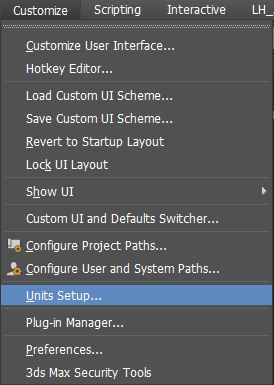 Customize Scripting Interactive LH_
Customize User Interface...
Hotkey Editor...
Load Custom UI Scheme...
Save Custom UI Scheme...
Revert to Startup Layout
Lock UI Layout
Show UI
Custom UI and Defaults Switcher...
Configure Project Paths...
Configure User and System Paths...
Units Setup...
Plug-in Manager...
Preferences...
3ds Max Security Tools